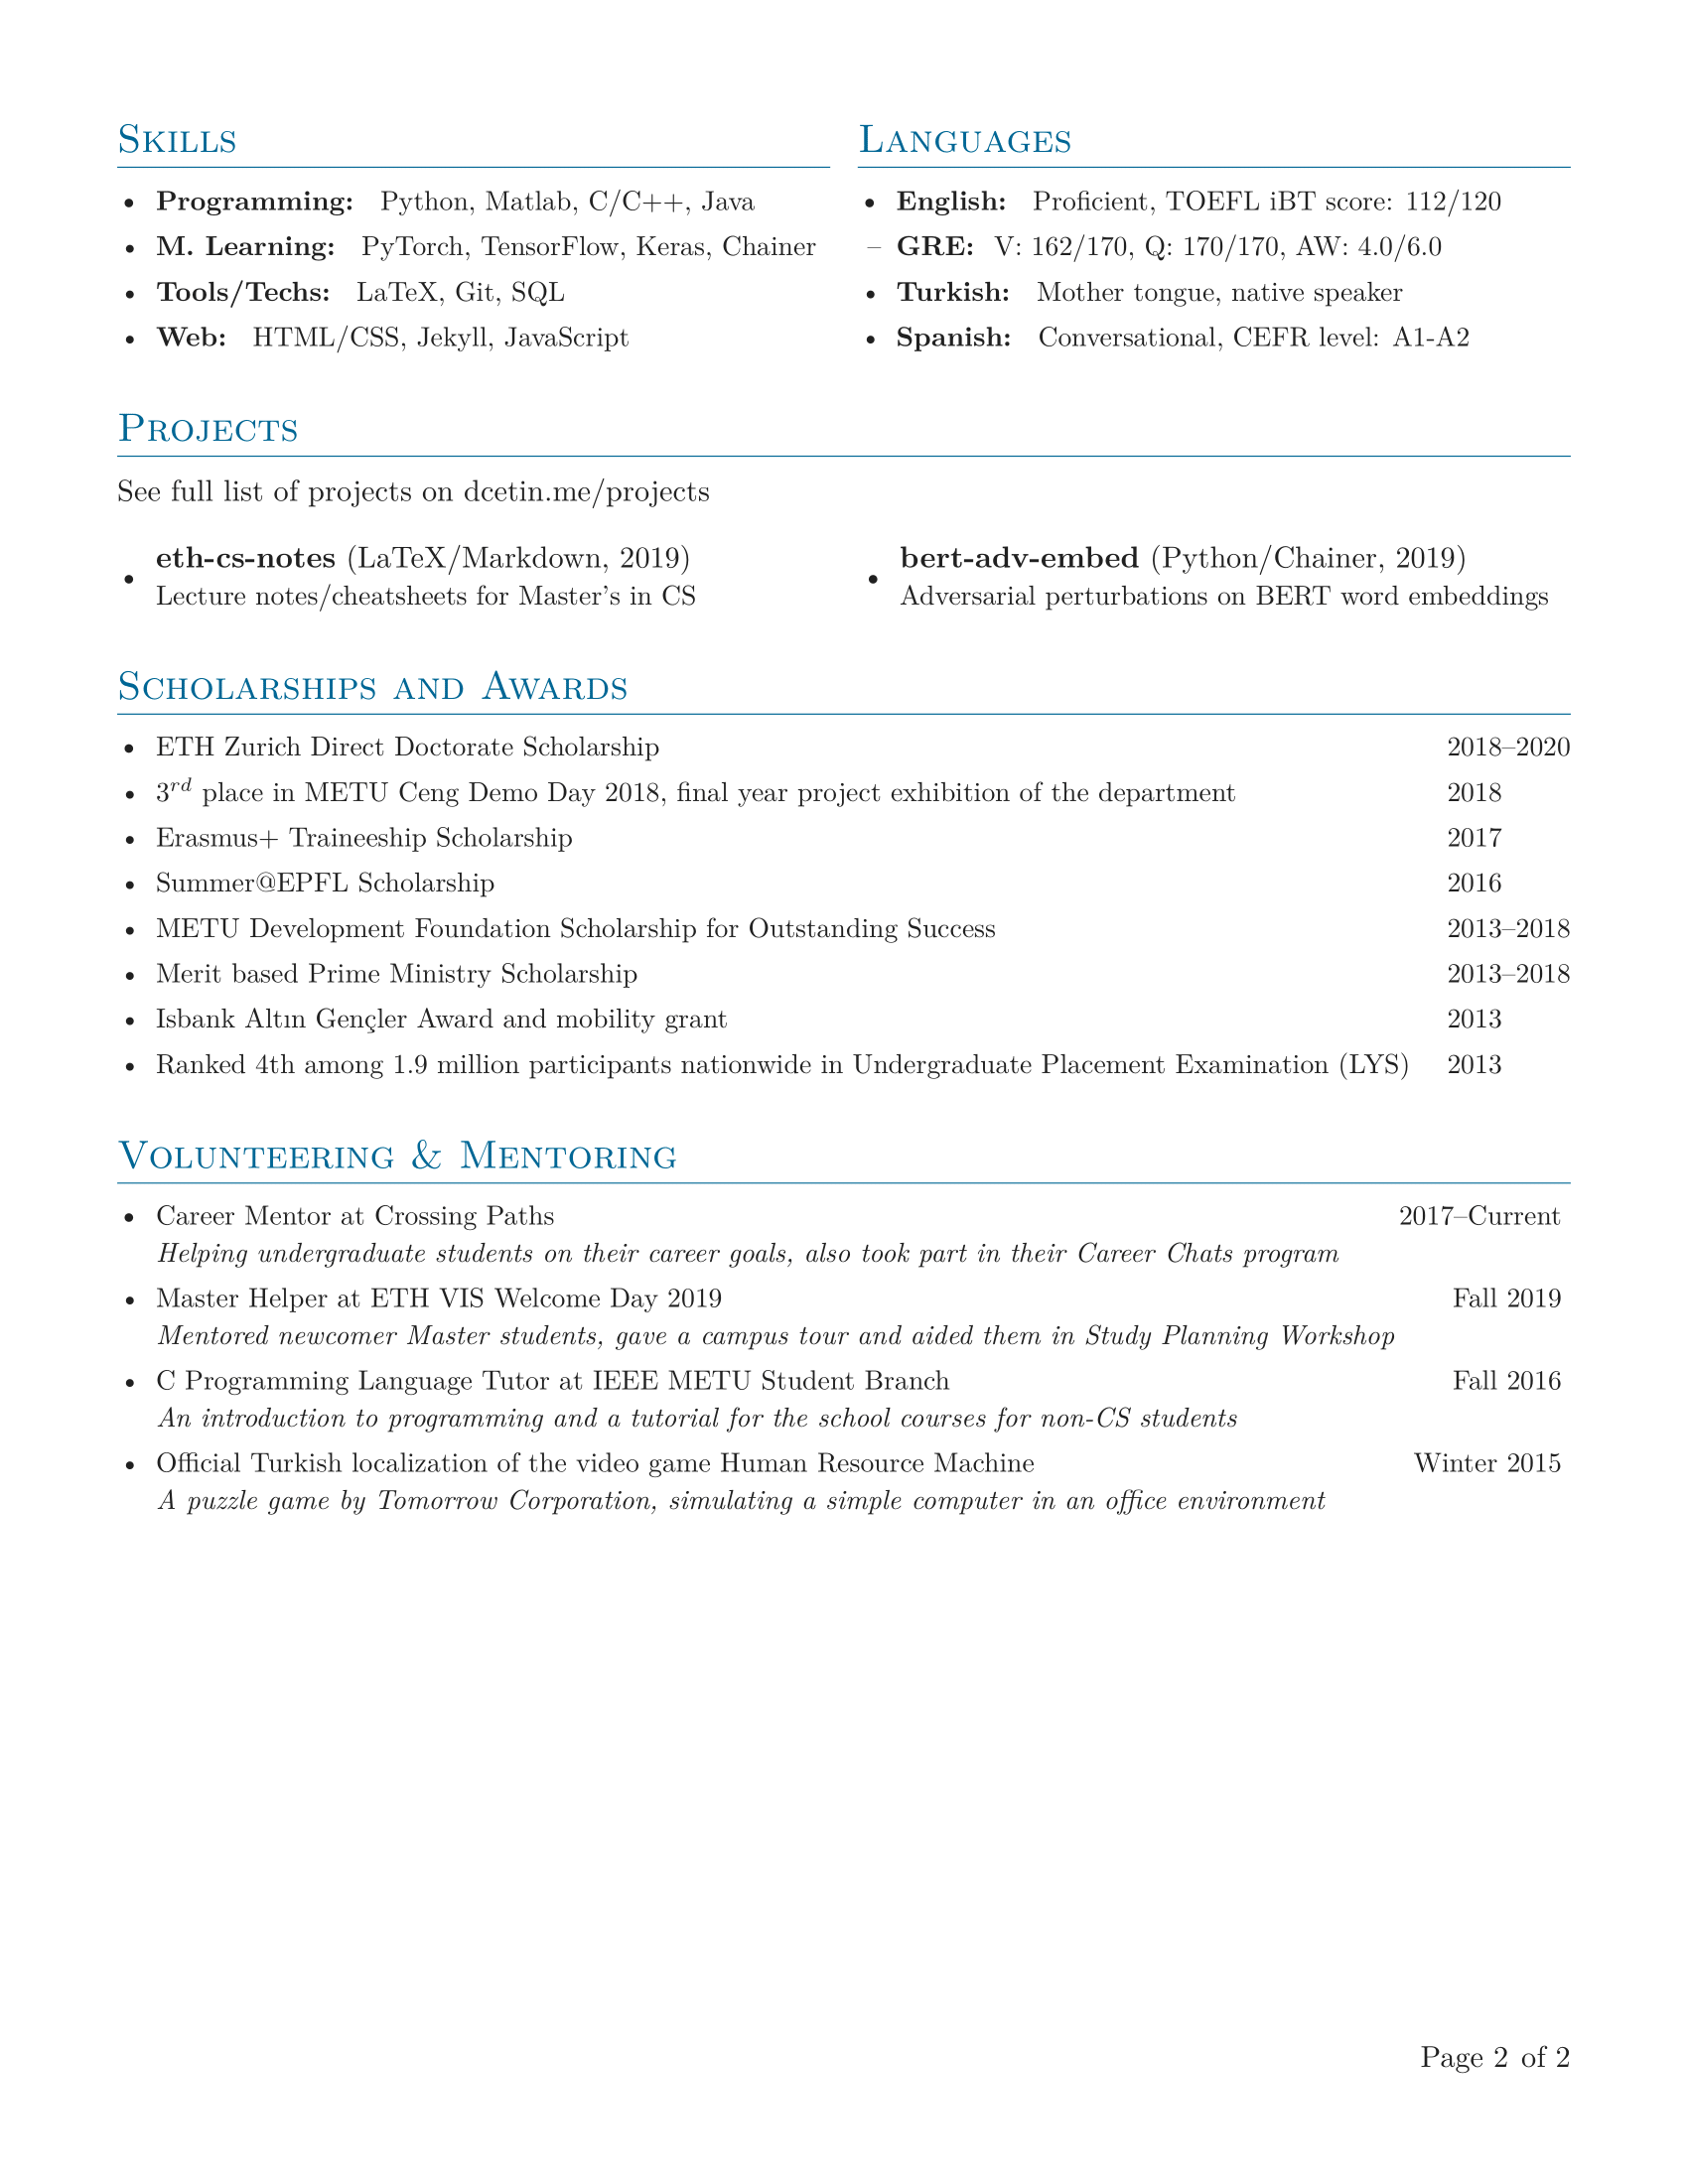 Skills
• Programming: Python, Matlab, C/C++, Java
• M. Learning: PyTorch, TensorFlow, Keras, Chainer
• Tools/Techs: LaTeX, Git, SQL
• Web: HTML/CSS, Jekyll, JavaScript
Languages
• English: Proficient, TOEFL iBT score: 112/120
– GRE: V: 162/170, Q: 170/170, AW: 4.0/6.0
• Turkish: Mother tongue, native speaker
• Spanish: Conversational, CEFR level: A1-A2
Projects
See full list of projects on dcetin.me/projects
• eth-cs-notes (LaTeX/Markdown, 2019)
Lecture notes/cheatsheets for Master's in CS
• bert-adv-embed (Python/Chainer, 2019)
Adversarial perturbations on BERT word embeddings
Scholarships and Awards
• ETH Zurich Direct Doctorate Scholarship 2018–2020
• 3rd place in METU Ceng Demo Day 2018, final year project exhibition of the department 2018
• Erasmus+ Traineeship Scholarship 2017
• Summer@EPFL Scholarship 2016
• METU Development Foundation Scholarship for Outstanding Success 2013–2018
• Merit based Prime Ministry Scholarship 2013–2018
• Isbank Altın Gençler Award and mobility grant 2013
• Ranked 4th among 1.9 million participants nationwide in Undergraduate Placement Examination (LYS) 2013
Volunteering & Mentoring
• Career Mentor at Crossing Paths 2017–Current
Helping undergraduate students on their career goals, also took part in their Career Chats program
• Master Helper at ETH VIS Welcome Day 2019 Fall 2019
Mentored newcomer Master students, gave a campus tour and aided them in Study Planning Workshop
• C Programming Language Tutor at IEEE METU Student Branch Fall 2016
An introduction to programming and a tutorial for the school courses for non-CS students
• Official Turkish localization of the video game Human Resource Machine Winter 2015
A puzzle game by Tomorrow Corporation, simulating a simple computer in an office environment
Page 2 of 2